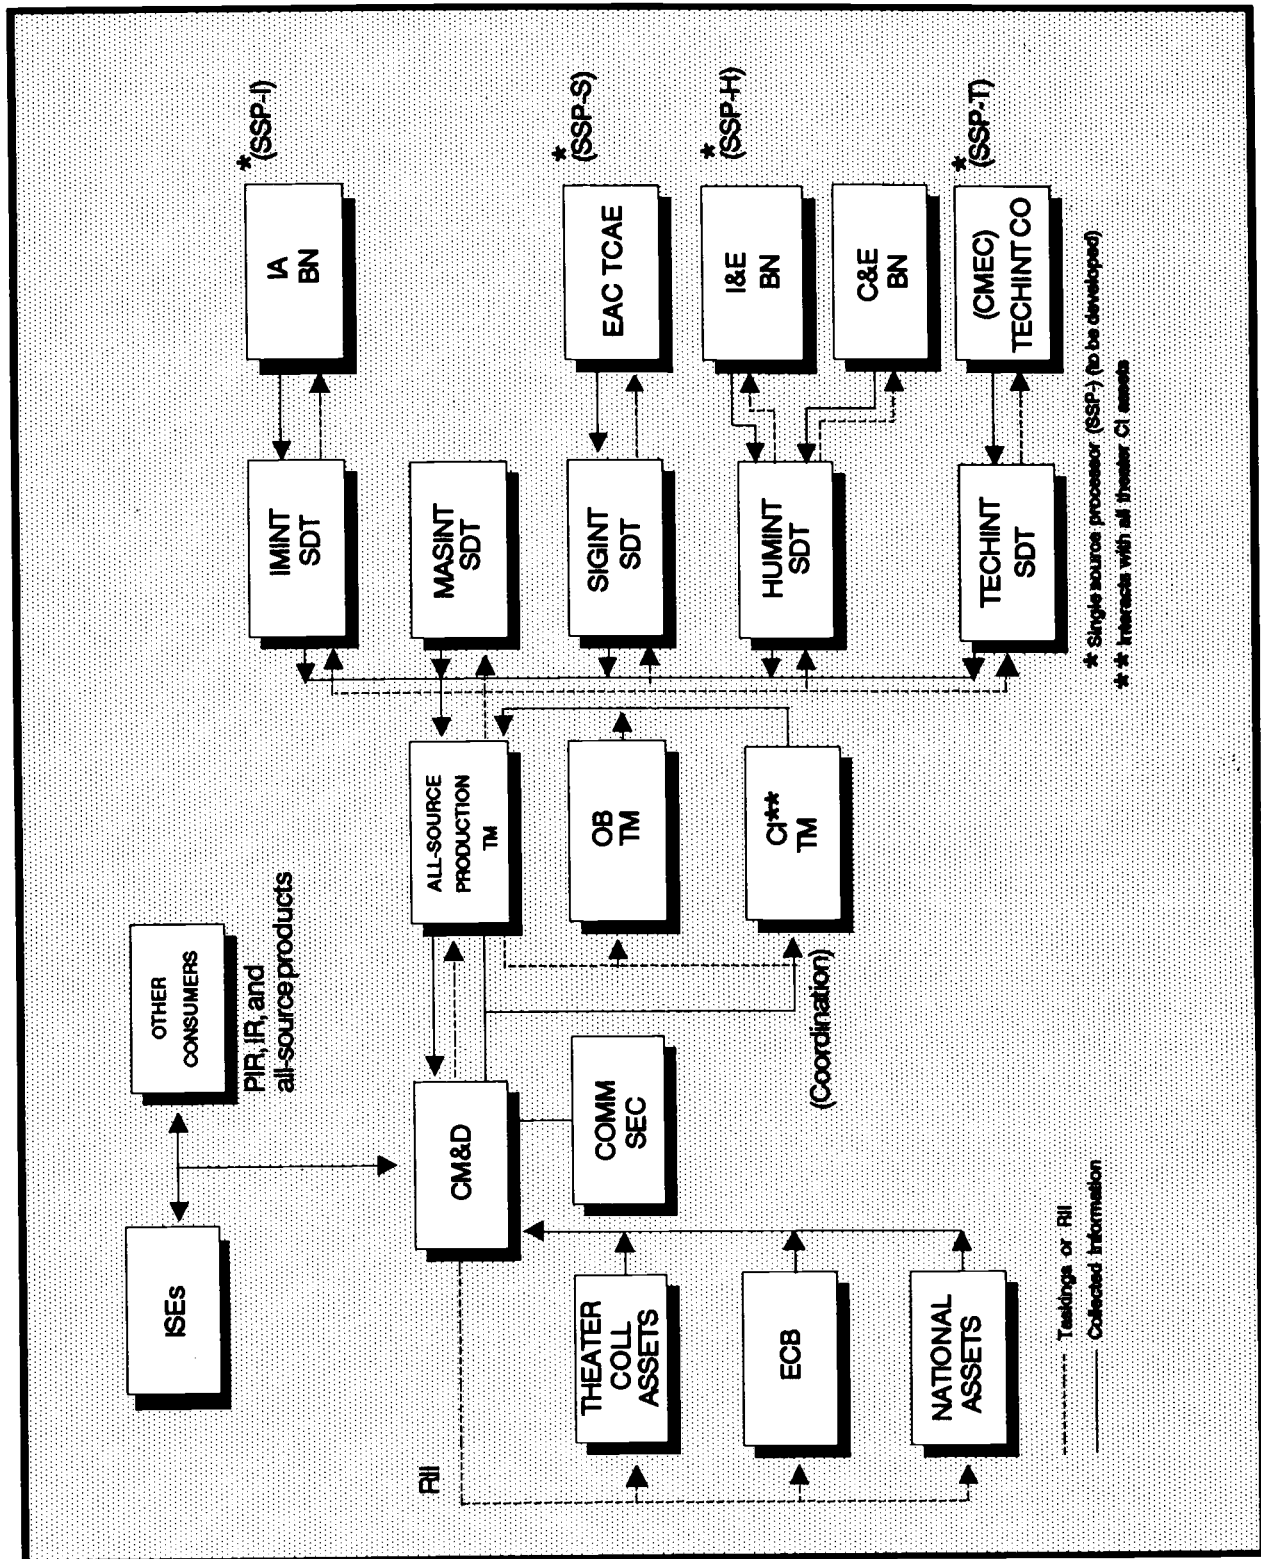 ISEs
OTHER
CONSUMERS
PIR, IR, and
all-source products
RII
CM&D
COMM
SEC
THEATER
COLL
ASSETS
ECB
NATIONAL
ASSETS
ALL-SOURCE
PRODUCTION
TM
OB
TM
CI**
TM
(Coordination)
IMINT
SDT
MASINT
SDT
SIGINT
SDT
HUMINT
SDT
TECHINT
SDT
IA
BN
*
(SSP-I)
EAC TCAE
*
(SSP-S)
I&E
BN
*
(SSP-H)
C&E
BN
(CMEC)
TECHINT CO
*
(SSP-T)
Taskings or RII
Collected Information
* Single source processor (SSP-) (to be developed)
** Interacts with all theater CI assets